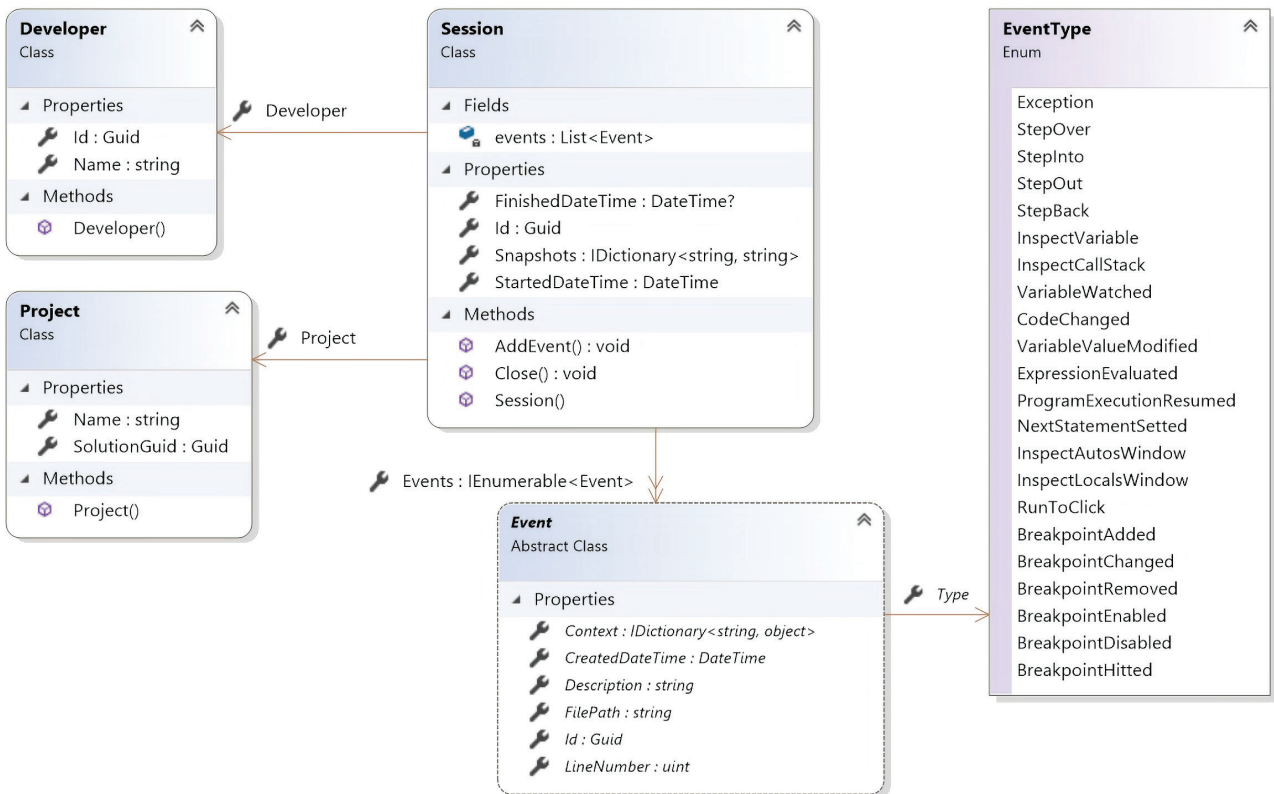 Developer
Class
Properties
Id : Guid
Name : string
Methods
Developer()
Developer
Project
Class
Properties
Name : string
SolutionGuid : Guid
Methods
Project()
Project
Session
Class
Fields
events : List<Event>
Properties
FinishedDateTime : DateTime?
Id : Guid
Snapshots : IDictionary<string, string>
StartedDateTime : DateTime
Methods
AddEvent() : void
Close() : void
Session()
Events : IEnumerable<Event>
Event
Abstract Class
Properties
Context : IDictionary<string, object>
CreatedDateTime : DateTime
Description : string
FilePath : string
Id : Guid
LineNumber : uint
Type
EventType
Enum
Exception
StepOver
StepInto
StepOut
StepBack
InspectVariable
InspectCallStack
VariableWatched
CodeChanged
VariableValueModified
ExpressionEvaluated
ProgramExecutionResumed
NextStatementSetted
InspectAutosWindow
InspectLocalsWindow
RunToClick
BreakpointAdded
BreakpointChanged
BreakpointRemoved
BreakpointEnabled
BreakpointDisabled
BreakpointHitted